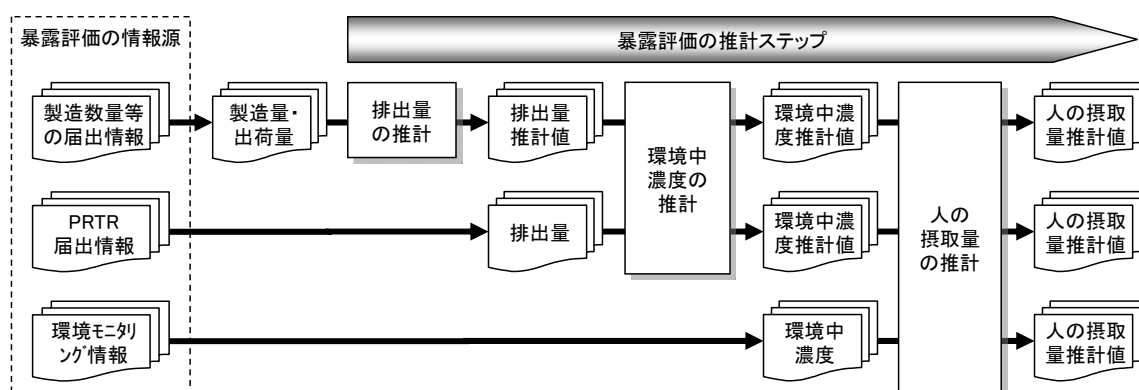 暴露評価の情報源
暴露評価の推計ステップ
製造数量等
の届出情報
製造量・
出荷量
排出量
の推計
排出量
推計値
環境中
濃度の
推計
環境中濃
度推計値
人の
摂取量
の推計
人の摂取
量推計値
PRTR
届出情報
排出量
環境中濃
度推計値
人の摂取
量推計値
環境モニタリ
ング情報
環境中
濃度
人の摂取
量推計値